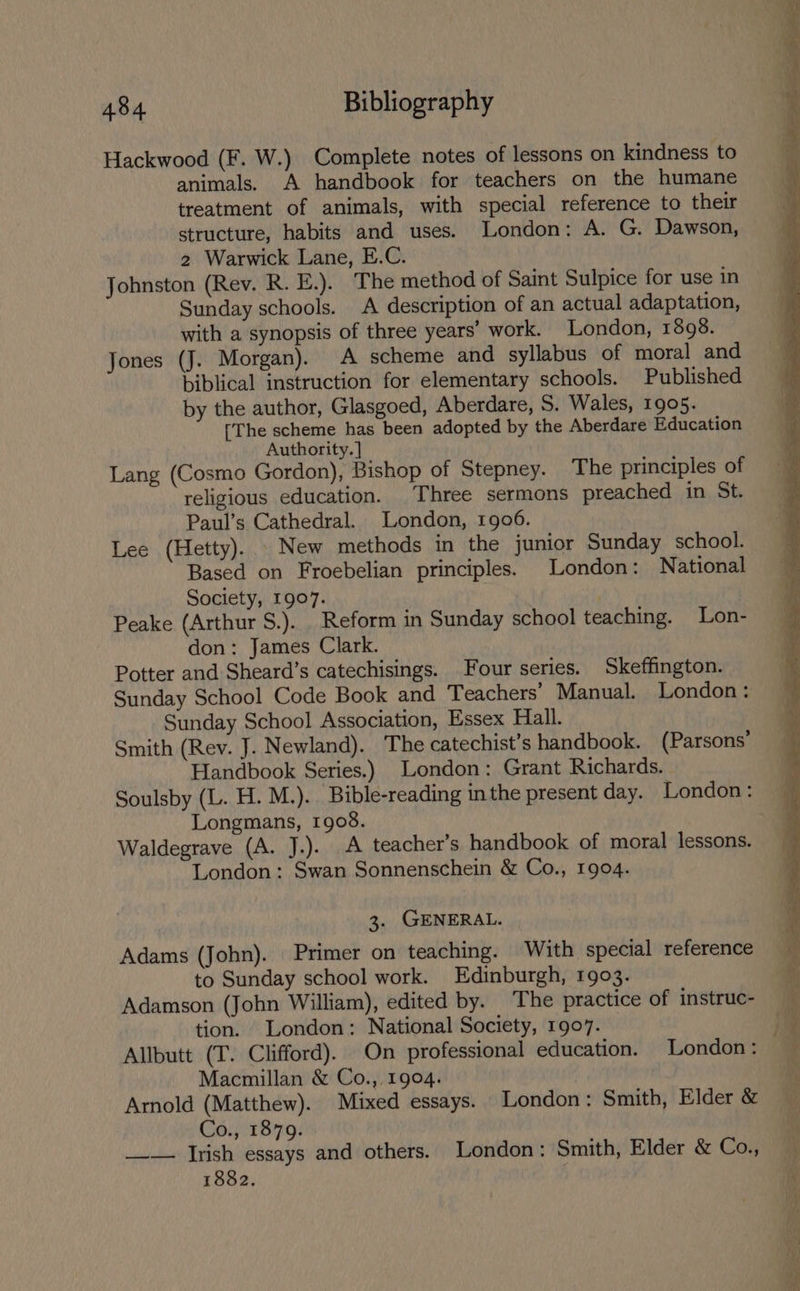 484 Bibliography
Hackwood (F. W.) Complete notes of lessons on kindness to
animals. A handbook for teachers on the humane
treatment of animals, with special reference to their
structure, habits and uses. London: A. G. Dawson,
2 Warwick Lane, E.C.
Johnston (Rev. R. E.). The method of Saint Sulpice for use in
Sunday schools. A description of an actual adaptation,
with a synopsis of three years' work. London, 1898.
Jones (J. Morgan). A scheme and syllabus of moral and
biblical instruction for elementary schools. Published
by the author, Glasgoed, Aberdare, S. Wales, 1905.
[The scheme has been adopted by the Aberdare Education
Authority.]
Lang (Cosmo Gordon), Bishop of Stepney. The principles of
religious education. Three sermons preached in St.
Paul's Cathedral. London, 1906.
Lee (Hetty). New methods in the junior Sunday school.
Based on Froebelian principles. London: National
Society, 1907.
Peake (Arthur S.). Reform in Sunday school teaching. Lon-
don: James Clark.
Potter and Sheard's catechisings. Four series. Skeffington.
Sunday School Code Book and Teachers' Manual. London:
Sunday School Association, Essex Hall.
Smith (Rev. J. Newland). The catechist's handbook. (Parsons'
Handbook Series.) London: Grant Richards.
Soulsby (L. H. M.). Bible-reading in the present day. London:
Longmans, 1908.
Waldegrave (A. J.). A teacher's handbook of moral lessons.
London: Swan Sonnenschein & Co., 1904.
3. GENERAL.
Adams (John). Primer on teaching. With special reference
to Sunday school work. Edinburgh, 1903.
Adamson (John William), edited by. The practice of instruc-
tion. London: National Society, 1907.
Allbutt (T. Clifford). On professional education. London:
Macmillan & Co., 1904.
Arnold (Matthew). Mixed essays. London: Smith, Elder &
Co., 1879.
—— Irish essays and others. London: Smith, Elder & Co.,
1882.